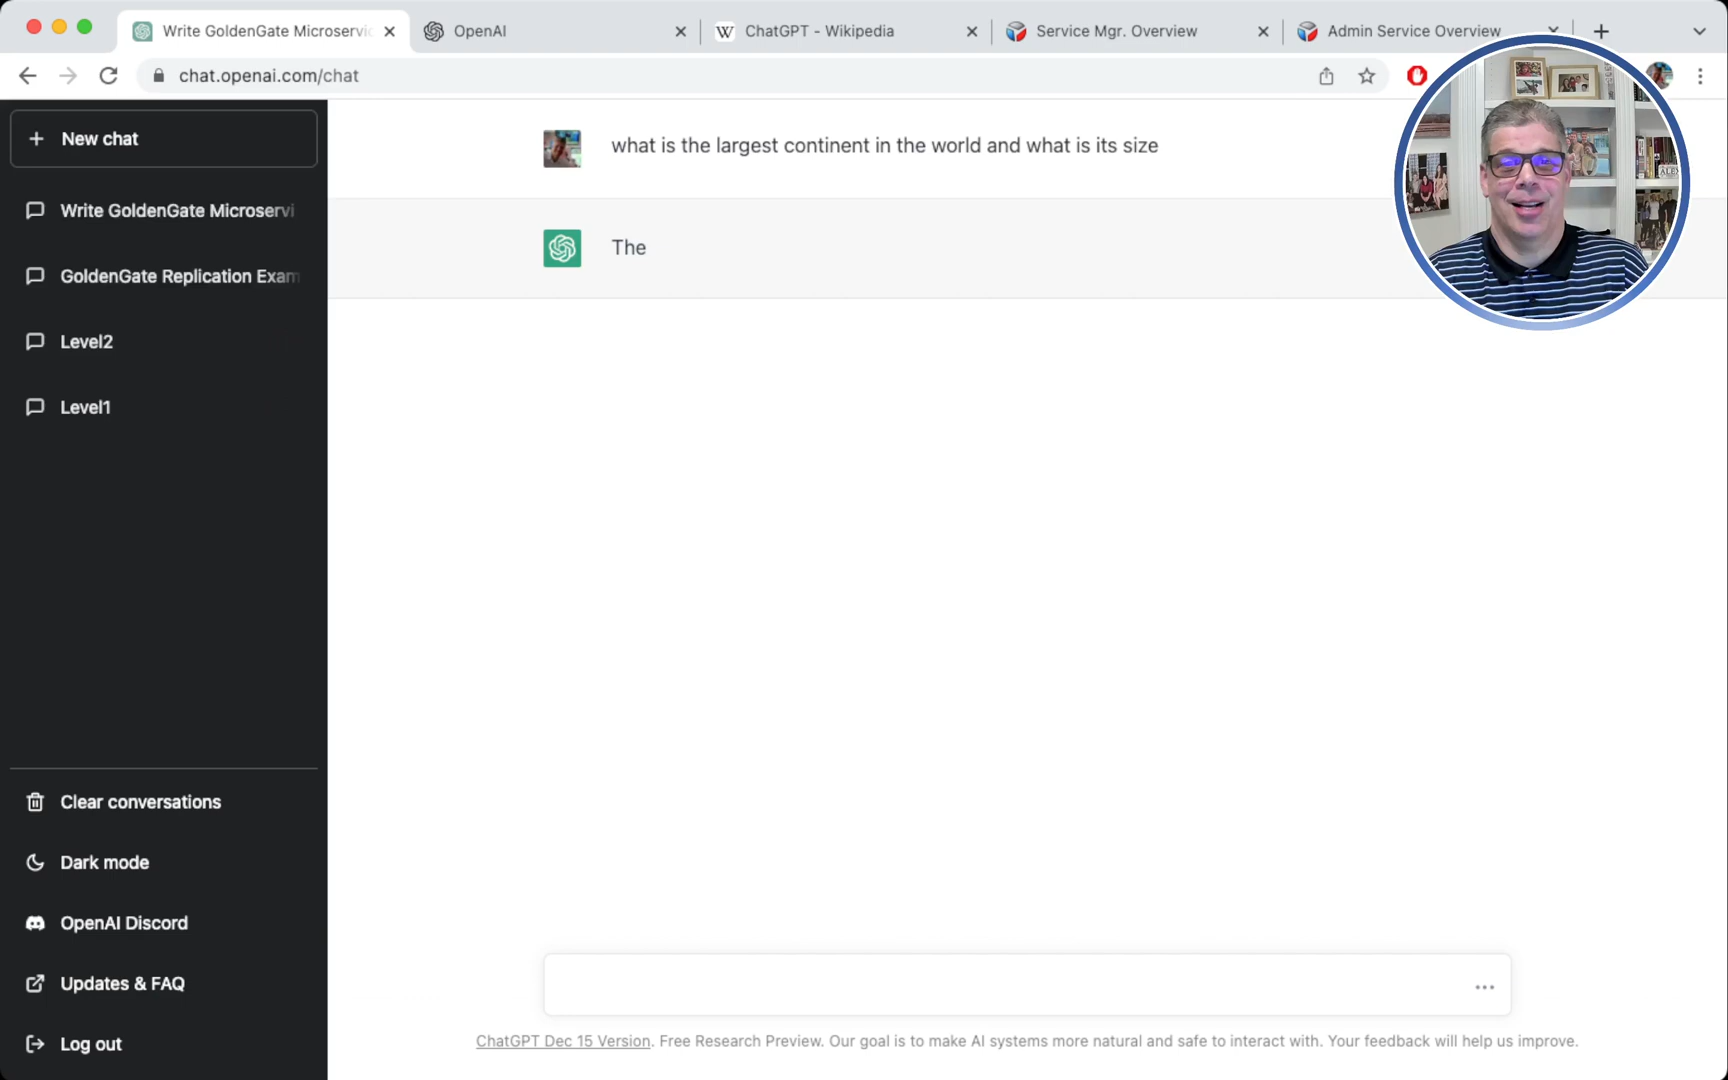 Write GoldenGate Microservic
OpenAI
W
ChatGPT - Wikipedia
Service Mgr. Overview
Admin Service Overview
chat.openai.com/chat
New chat
what is the largest continent in the world and what is its size
Write GoldenGate Microservi
The
GoldenGate Replication Exam
Level2
Level1
Clear conversations
Dark mode
OpenAI Discord
Updates & FAQ
Log out
ChatGPT Dec 15 Version. Free Research Preview. Our goal is to make AI systems more natural and safe to interact with. Your feedback will help us improve.